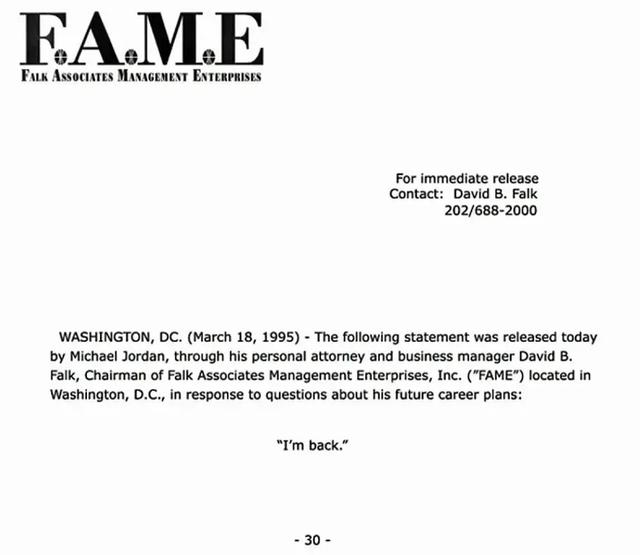 F.A.M.E
FALK ASSOCIATES MANAGEMENT ENTERPRISES
For immediate release
Contact: David B. Falk
202/688-2000
WASHINGTON, DC. (March 18, 1995) - The following statement was released today
by Michael Jordan, through his personal attorney and business manager David B.
Falk, Chairman of Falk Associates Management Enterprises, Inc. ("FAME") located in
Washington, D.C., in response to questions about his future career plans:
"I'm back."
- 30 -